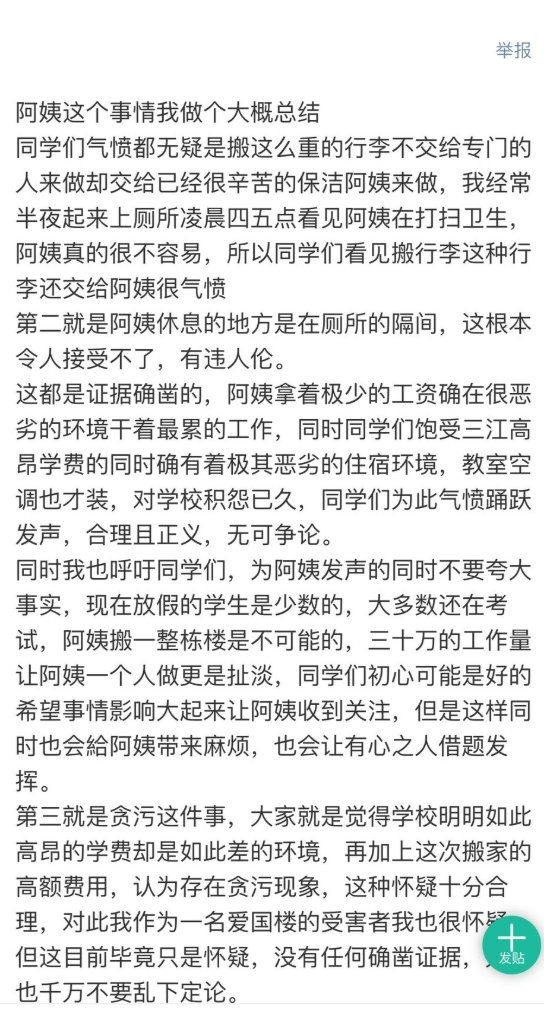 举报
阿姨这个事情我做个大概总结
同学们气愤都无疑是搬这么重的行李不交给专门的
人来做却交给已经很辛苦的保洁阿姨来做，我经常
半夜起来上厕所凌晨四五点看见阿姨在打扫卫生，
阿姨真的很不容易，所以同学们看见搬行李这种行
李还交给阿姨很气愤
第二就是阿姨休息的地方是在厕所的隔间，这根本
令人接受不了，有违人伦。
这都是证据确凿的，阿姨拿着极少的工资确在很恶
劣的环境干着最累的工作，同时同学们饱受三江高
昂学费的同时确有着极其恶劣的住宿环境，教室空
调也才装，对学校积怨已久，同学们为此气愤踊跃
发声，合理且正义，无可争论。
同时我也呼吁同学们，为阿姨发声的同时不要夸大
事实，现在放假的学生是少数的，大多数还在考
试，阿姨搬一整栋楼是不可能的，三十万的工作量
让阿姨一个人做更是扯淡，同学们初心可能是好的
希望事情影响大起来让阿姨收到关注，但是这样同
时也会給阿姨带来麻烦，也会让有心之人借题发
挥。
第三就是贪污这件事，大家就是觉得学校明明如此
高昂的学费却是如此差的环境，再加上这次搬家的
高额费用，认为存在贪污现象，这种怀疑十分合
理，对此我作为一名爱国楼的受害者我也很怀疑
但这目前毕竟只是怀疑，没有任何确凿证据，
也千万不要乱下定论。
发贴